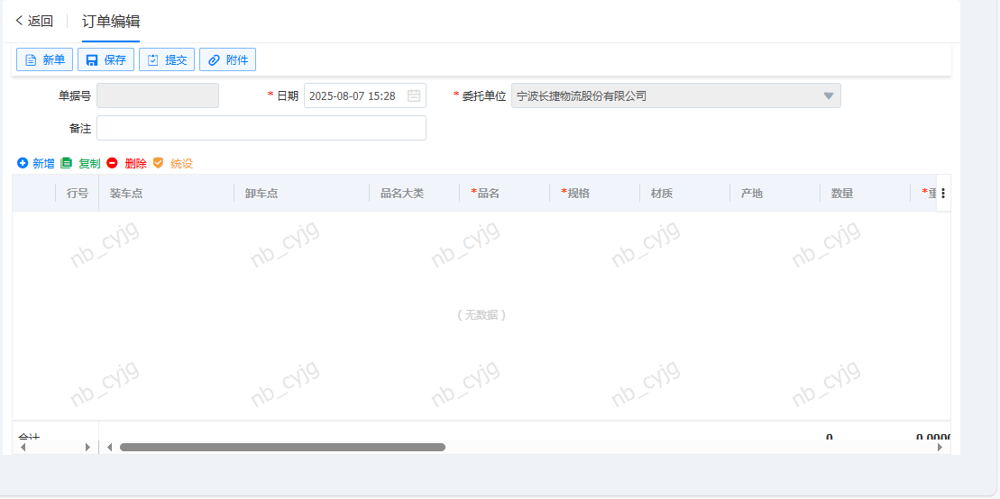 返回 订单编辑
新单 保存 提交 附件
单据号 * 日期 2025-08-07 15:28 * 委托单位 宁波长捷物流股份有限公司
备注
新增 复制 删除 统设
行号 装车点 卸车点 品名大类 *品名 *规格 材质 产地 数量 *重
nb_cyjg nb_cyjg nb_cyjg nb_cyjg nb_cyjg
( 无数据 )
nb_cyjg nb_cyjg nb_cyjg nb_cyjg nb_cyjg
合计 0 0.0000